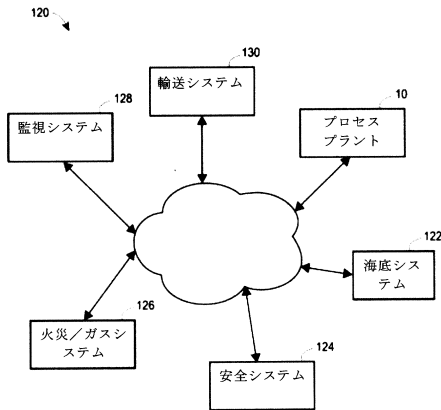 120
130
輸送システム
128
監視システム
10
プロセス
プラント
122
海底シス
テム
126
火災／ガスシ
ステム
124
安全システム